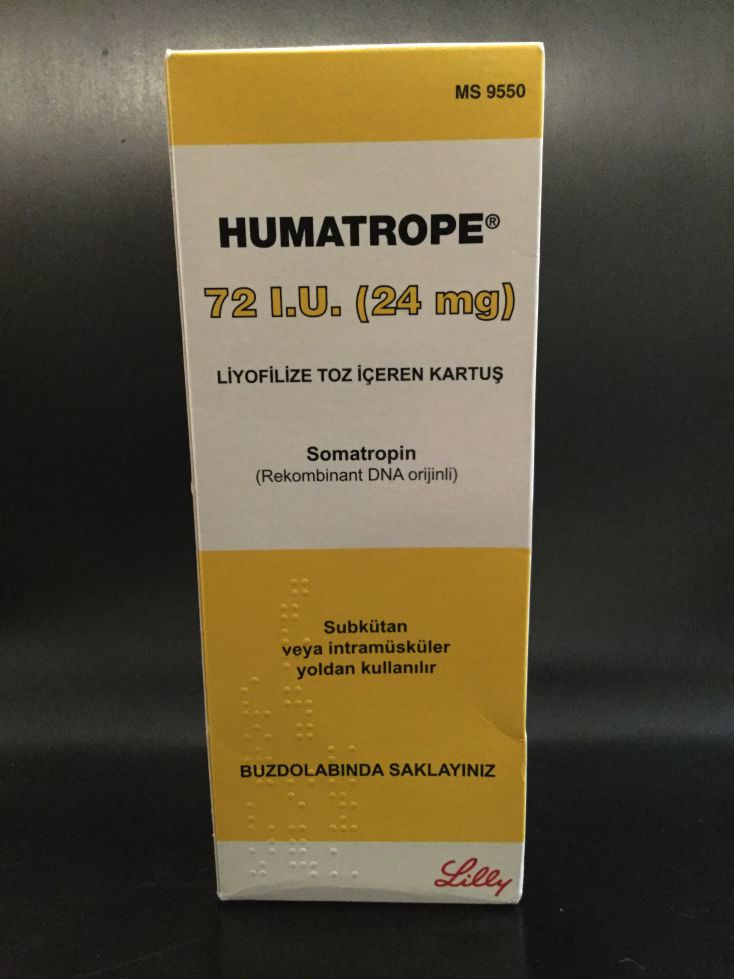 MS 9550
HUMATROPE®
72 I.U. (24 mg)
LİYOFİLİZE TOZ İÇEREN KARTUŞ
Somatropin
(Rekombinant DNA orijinli)
Subkütan
veya intramüsküler
yoldan kullanılır
BUZDOLABINDA SAKLAYINIZ
Lilly